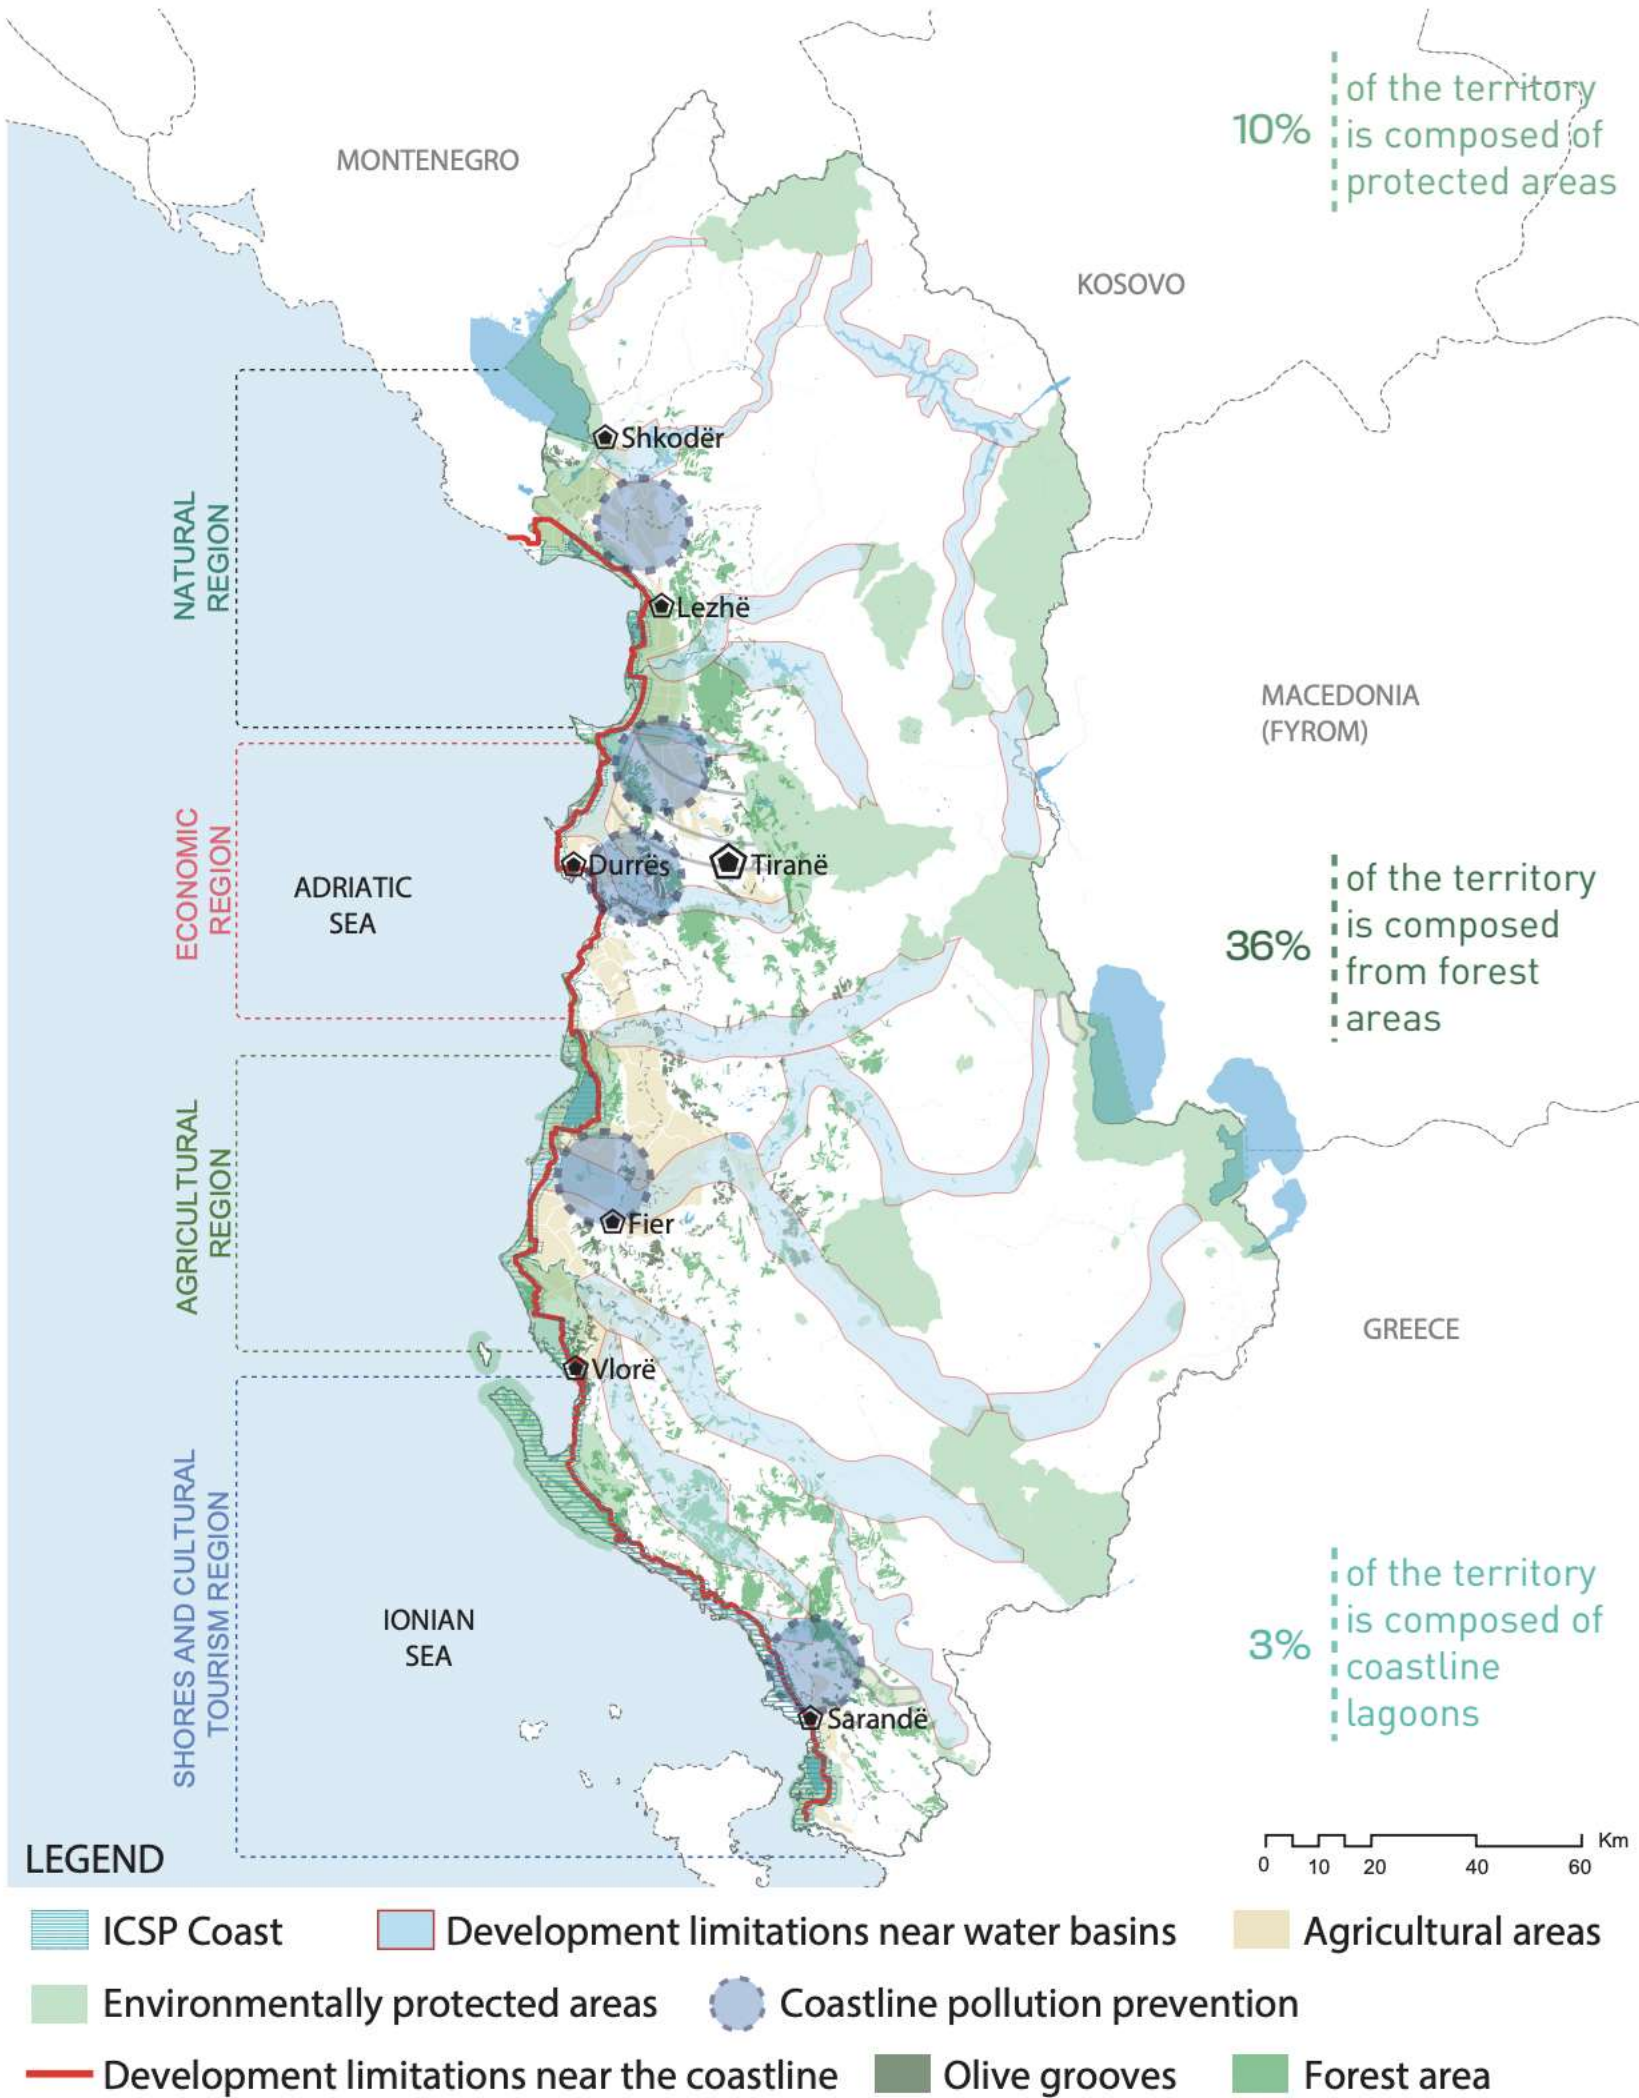 of the territory
10%
is composed of
protected areas
MONTENEGRO
KOSOVO
Shkodër
NATURAL
REGION
Lezhë
MACEDONIA
(FYROM)
ECONOMIC
REGION
ADRIATIC
SEA
Durrës
Tiranë
of the territory
36%
is composed
from forest
areas
AGRICULTURAL
REGION
Fier
GREECE
Vlorë
SHORES AND CULTURAL
TOURISM REGION
IONIAN
SEA
of the territory
3%
is composed of
coastline
lagoons
Sarandë
Km
0 10 20 40 60
LEGEND
ICSP Coast
Development limitations near water basins
Agricultural areas
Environmentally protected areas
Coastline pollution prevention
Development limitations near the coastline
Olive grooves
Forest area